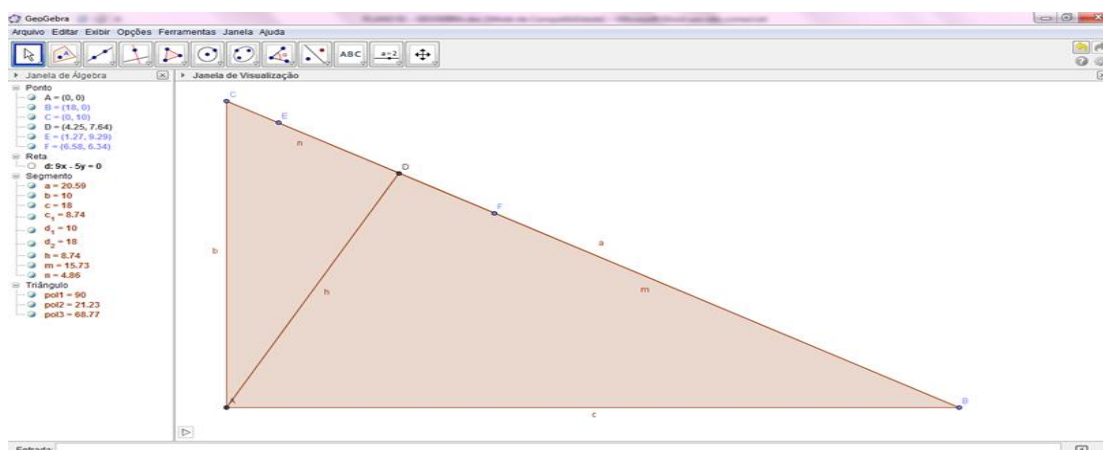 GeoGebra
Arquivo Editar Exibir Opções Ferramentas Janela Ajuda
ABC
a=2
Janela de Álgebra
Janela de Visualização
Ponto
A = (0, 0)
B = (18, 0)
C = (0, 10)
D = (4.25, 7.64)
E = (1.27, 9.29)
F = (6.58, 6.34)
Reta
d: 9x - 5y = 0
Segmento
a = 20.59
b = 10
c = 18
c₁ = 8.74
d₁ = 10
d₂ = 18
h = 8.74
m = 15.73
n = 4.86
Triângulo
pol1 = 90
pol2 = 21.23
pol3 = 68.77
C
E
n
D
F
a
b
m
h
A
B
c
Entrada: